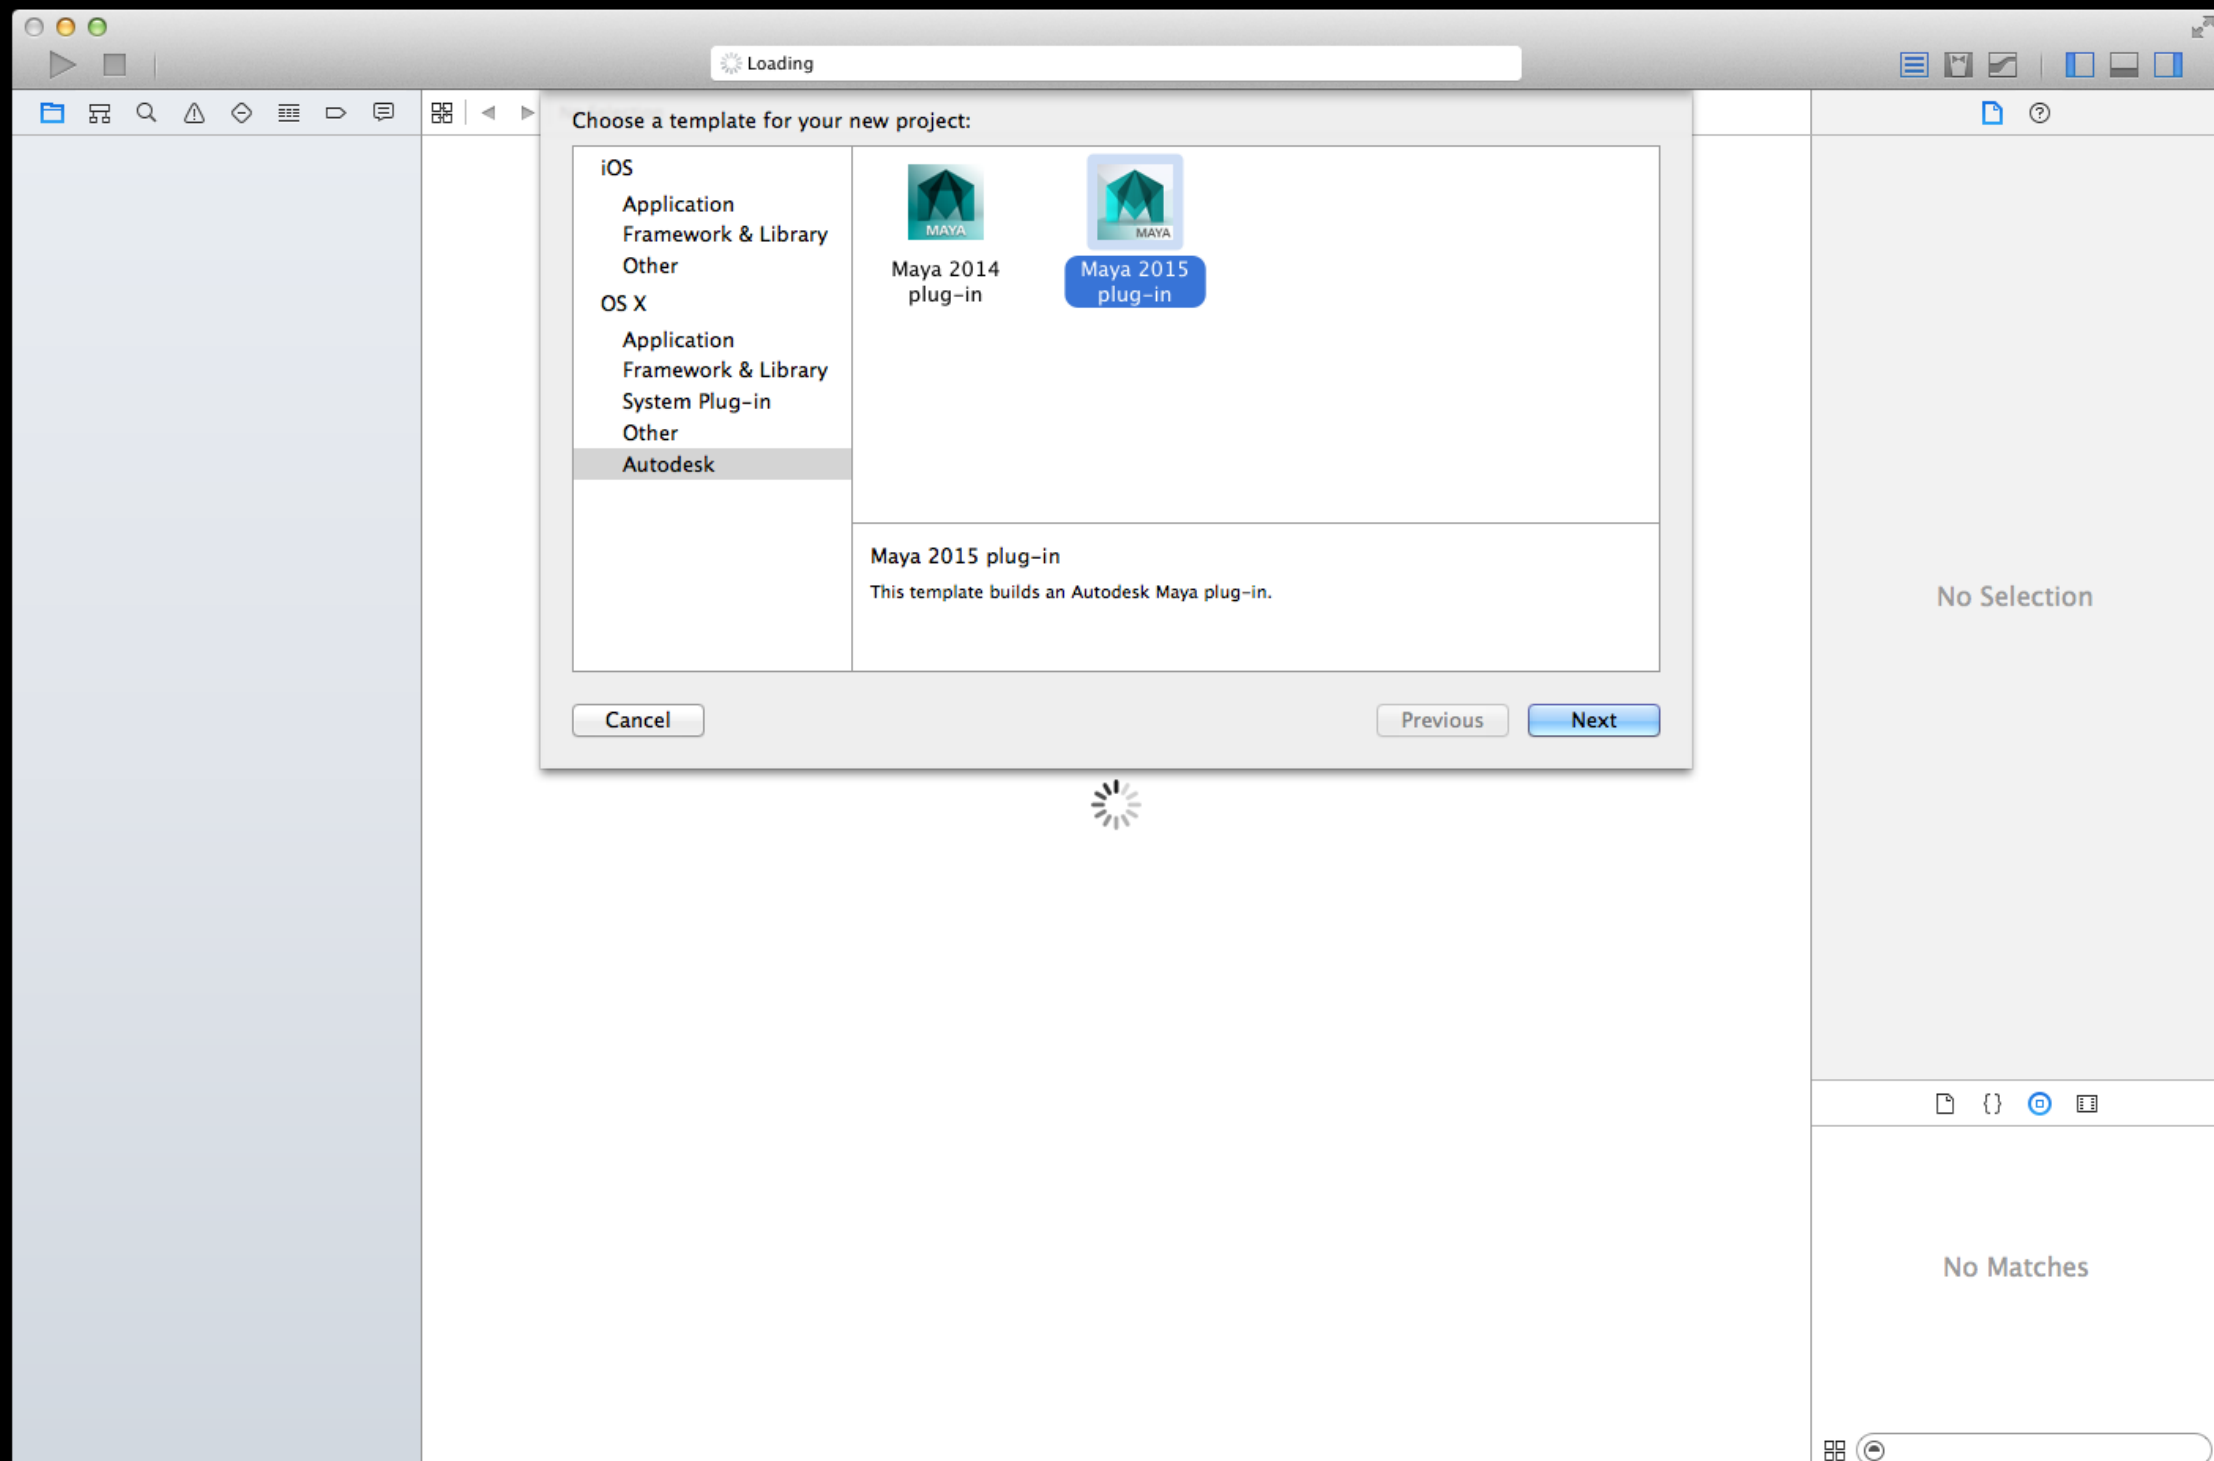 Loading
Choose a template for your new project:
iOS
Application
Framework & Library
Other
OS X
Application
Framework & Library
System Plug-in
Other
Autodesk
MAYA
Maya 2014
plug-in
MAYA
Maya 2015
plug-in
Maya 2015 plug-in
This template builds an Autodesk Maya plug-in.
Cancel
Previous
Next
No Selection
No Matches